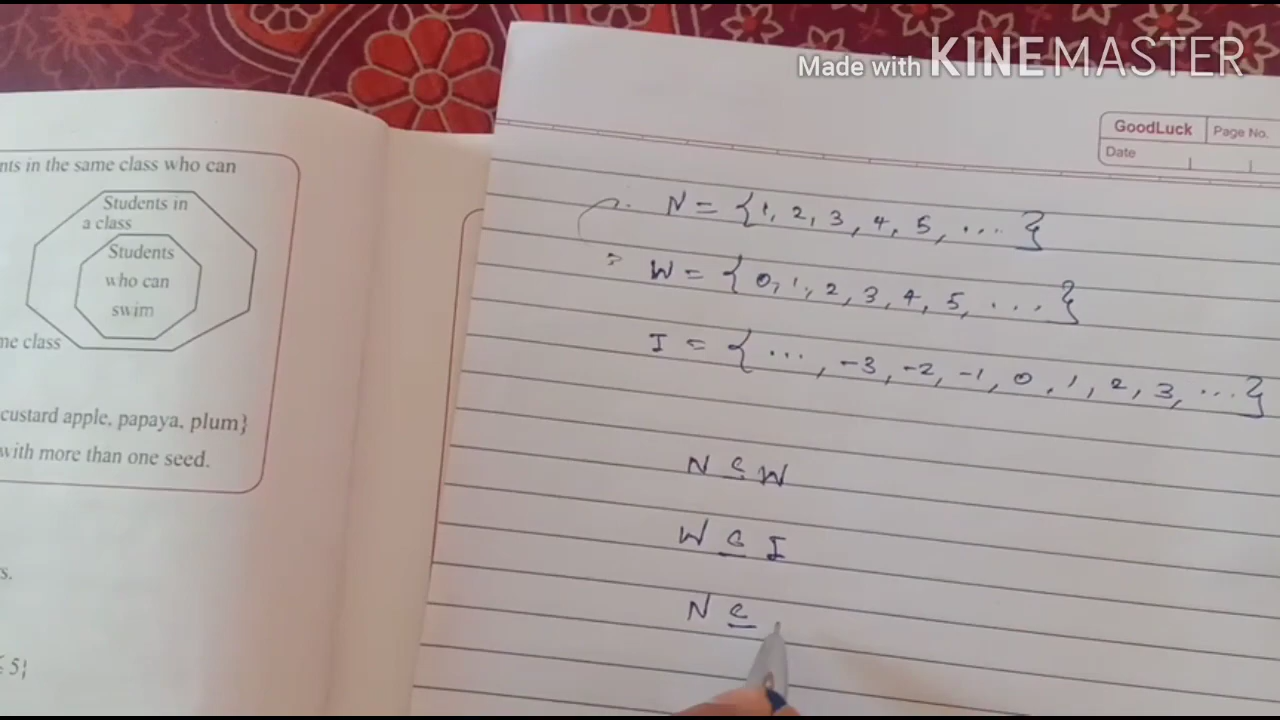 Made with KINEMASTER
nts in the same class who can
Students in
a class
Students
who can
swim
me class
custard apple, papaya, plum}
with more than one seed.
s.
≤ 5}
GoodLuck Page No.
Date
N = {1, 2, 3, 4, 5, ... }
W = {0, 1, 2, 3, 4, 5, ... }
I = { ..., -3, -2, -1, 0, 1, 2, 3, ... }
N ⊆ W
W ⊆ I
N ⊆